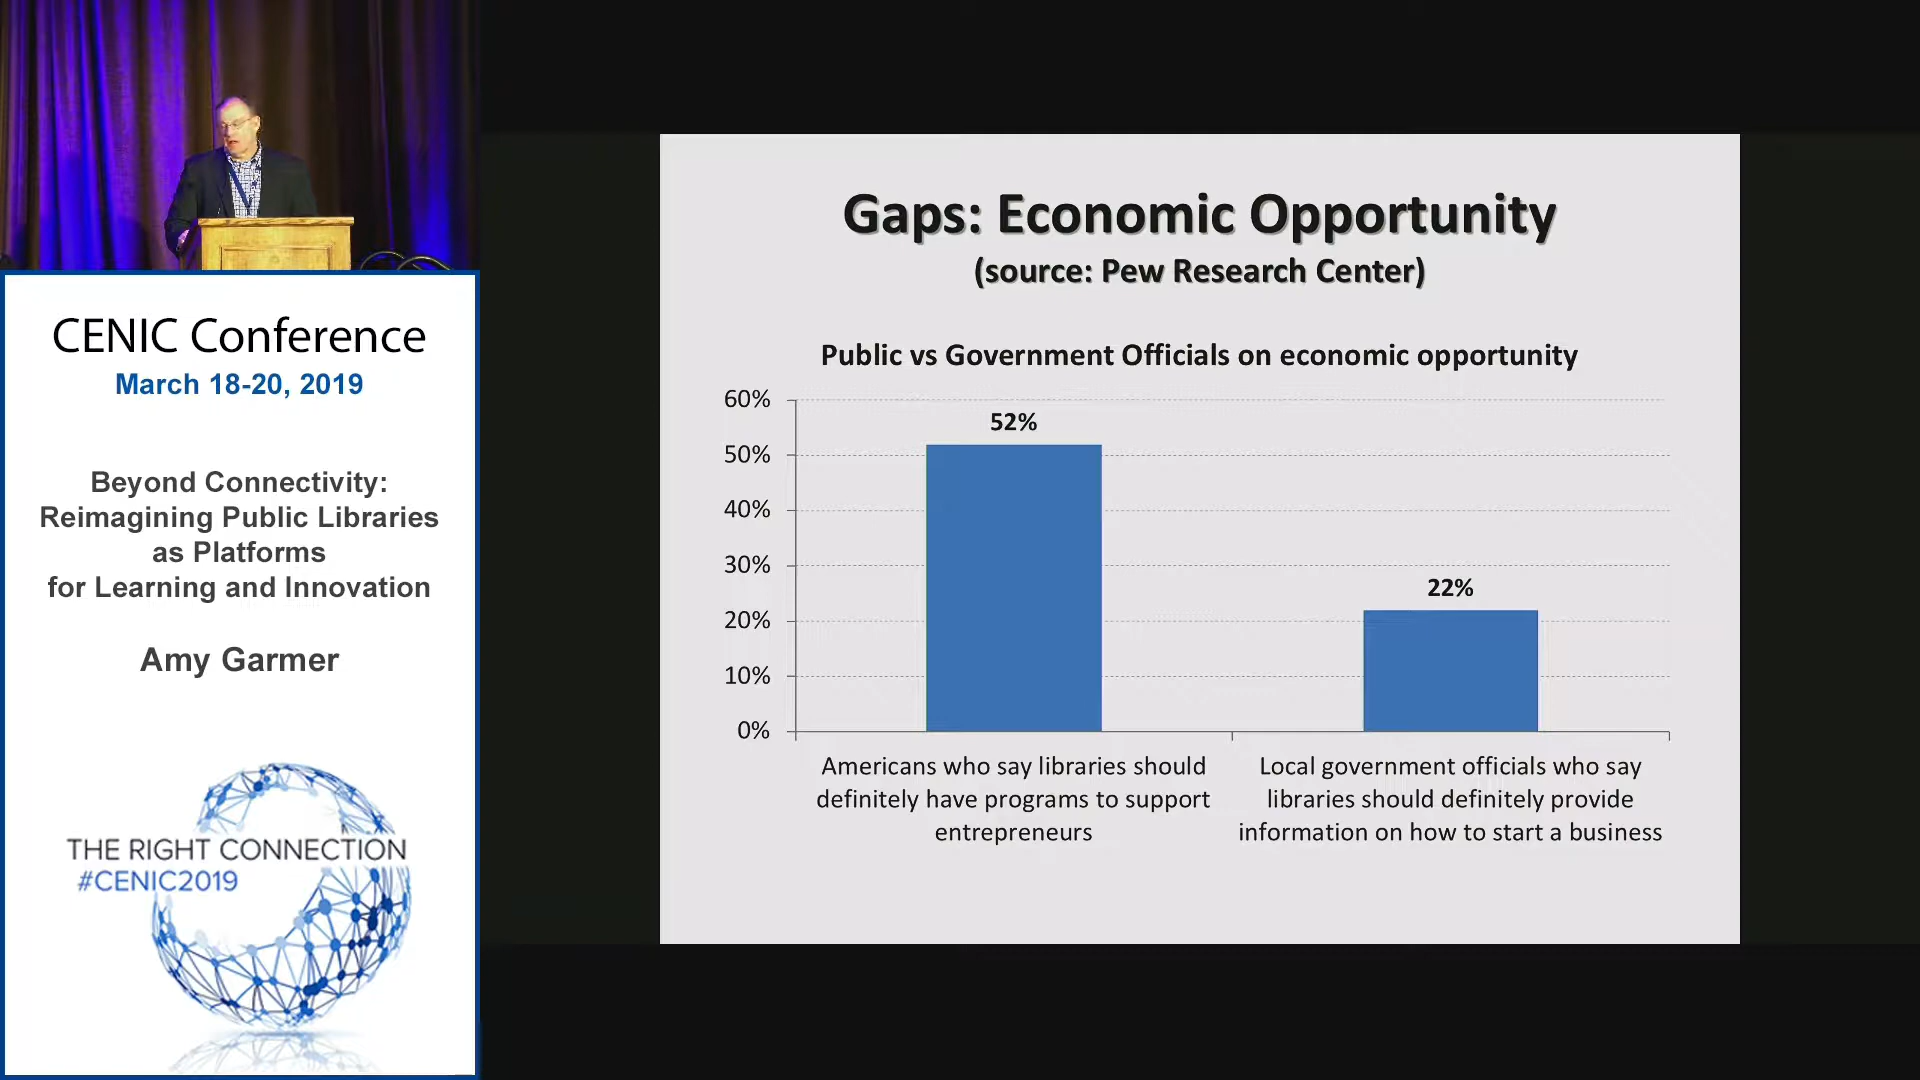 CENIC Conference
March 18-20, 2019
Beyond Connectivity:
Reimagining Public Libraries
as Platforms
for Learning and Innovation
Amy Garmer
THE RIGHT CONNECTION
#CENIC2019
Gaps: Economic Opportunity
(source: Pew Research Center)
Public vs Government Officials on economic opportunity
60%
50%
40%
30%
20%
10%
0%
52%
22%
Americans who say libraries should
definitely have programs to support
entrepreneurs
Local government officials who say
libraries should definitely provide
information on how to start a business